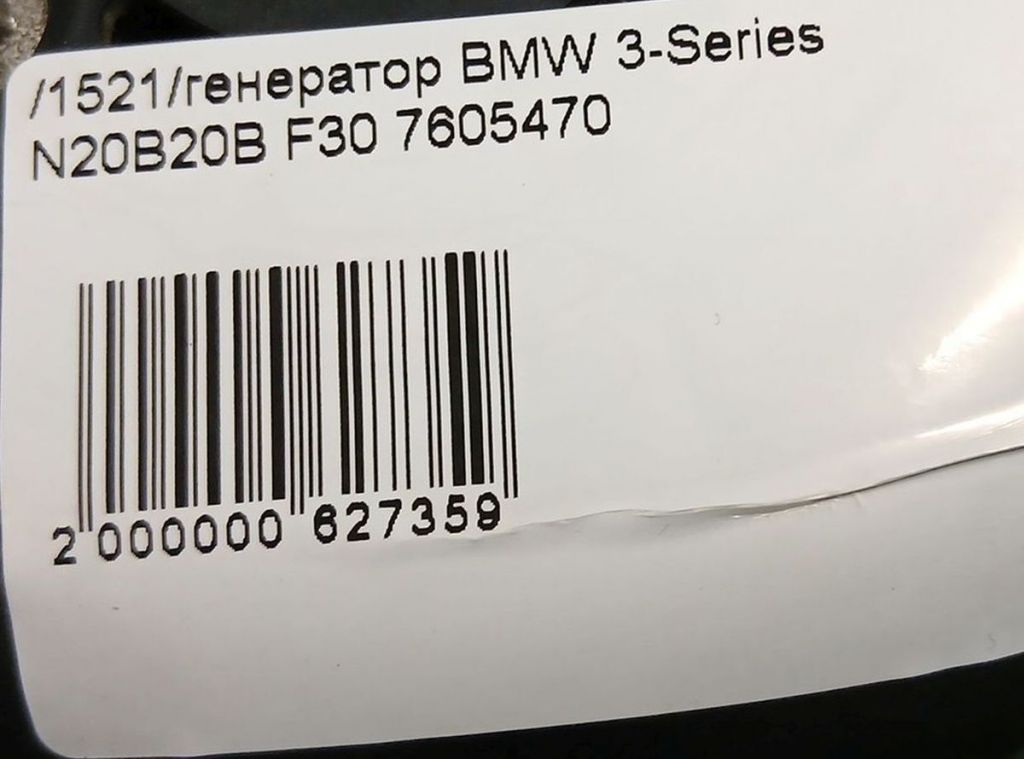 /1521/генератор BMW 3-Series
N20B20B F30 7605470
2 000000 627359